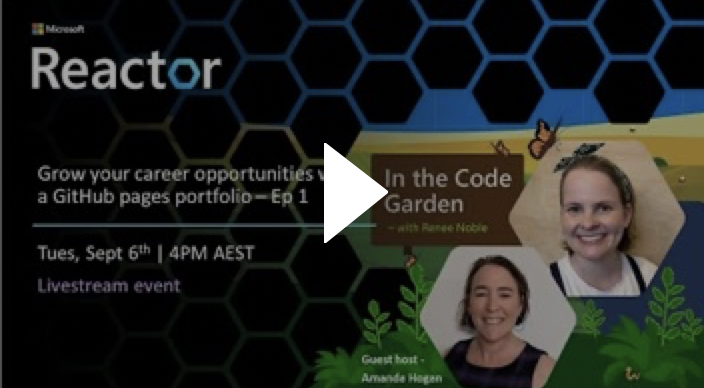 Microsoft
Reactor
Grow your career opportunities
a GitHub pages portfolio – Ep 1
Tues, Sept 6th | 4PM AEST
Livestream event
In the Code
Garden
– with Renee Noble
Guest host -
Amanda Hogan